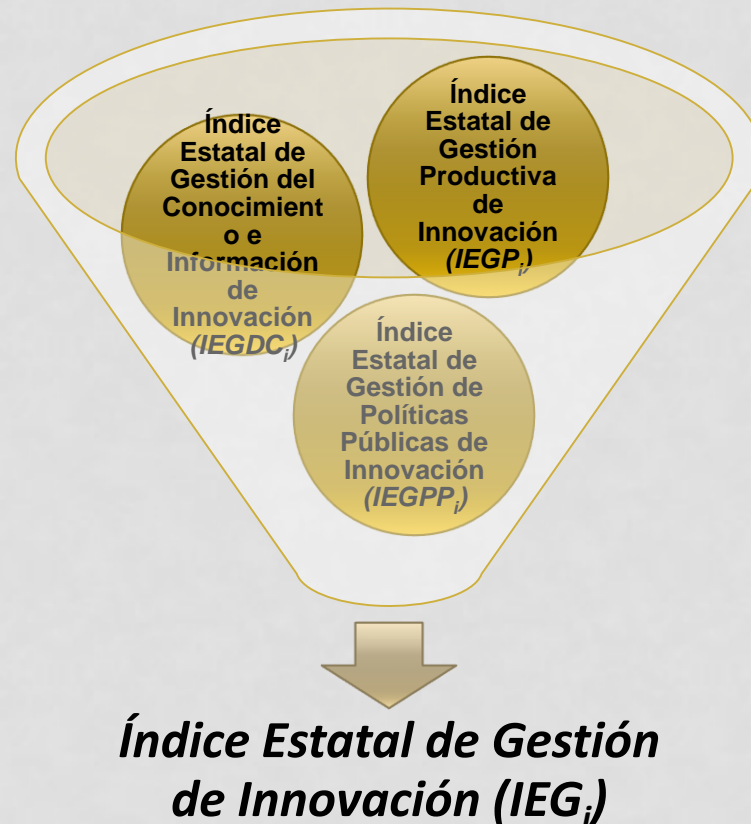 Índice
Estatal de
Gestión del
Conocimient
o e
Información
de
Innovación
(IEGDCi)
Índice
Estatal de
Gestión
Productiva
de
Innovación
(IEGPi)
Índice
Estatal de
Gestión de
Políticas
Públicas de
Innovación
(IEGPPi)
Índice Estatal de Gestión
de Innovación (IEGi)